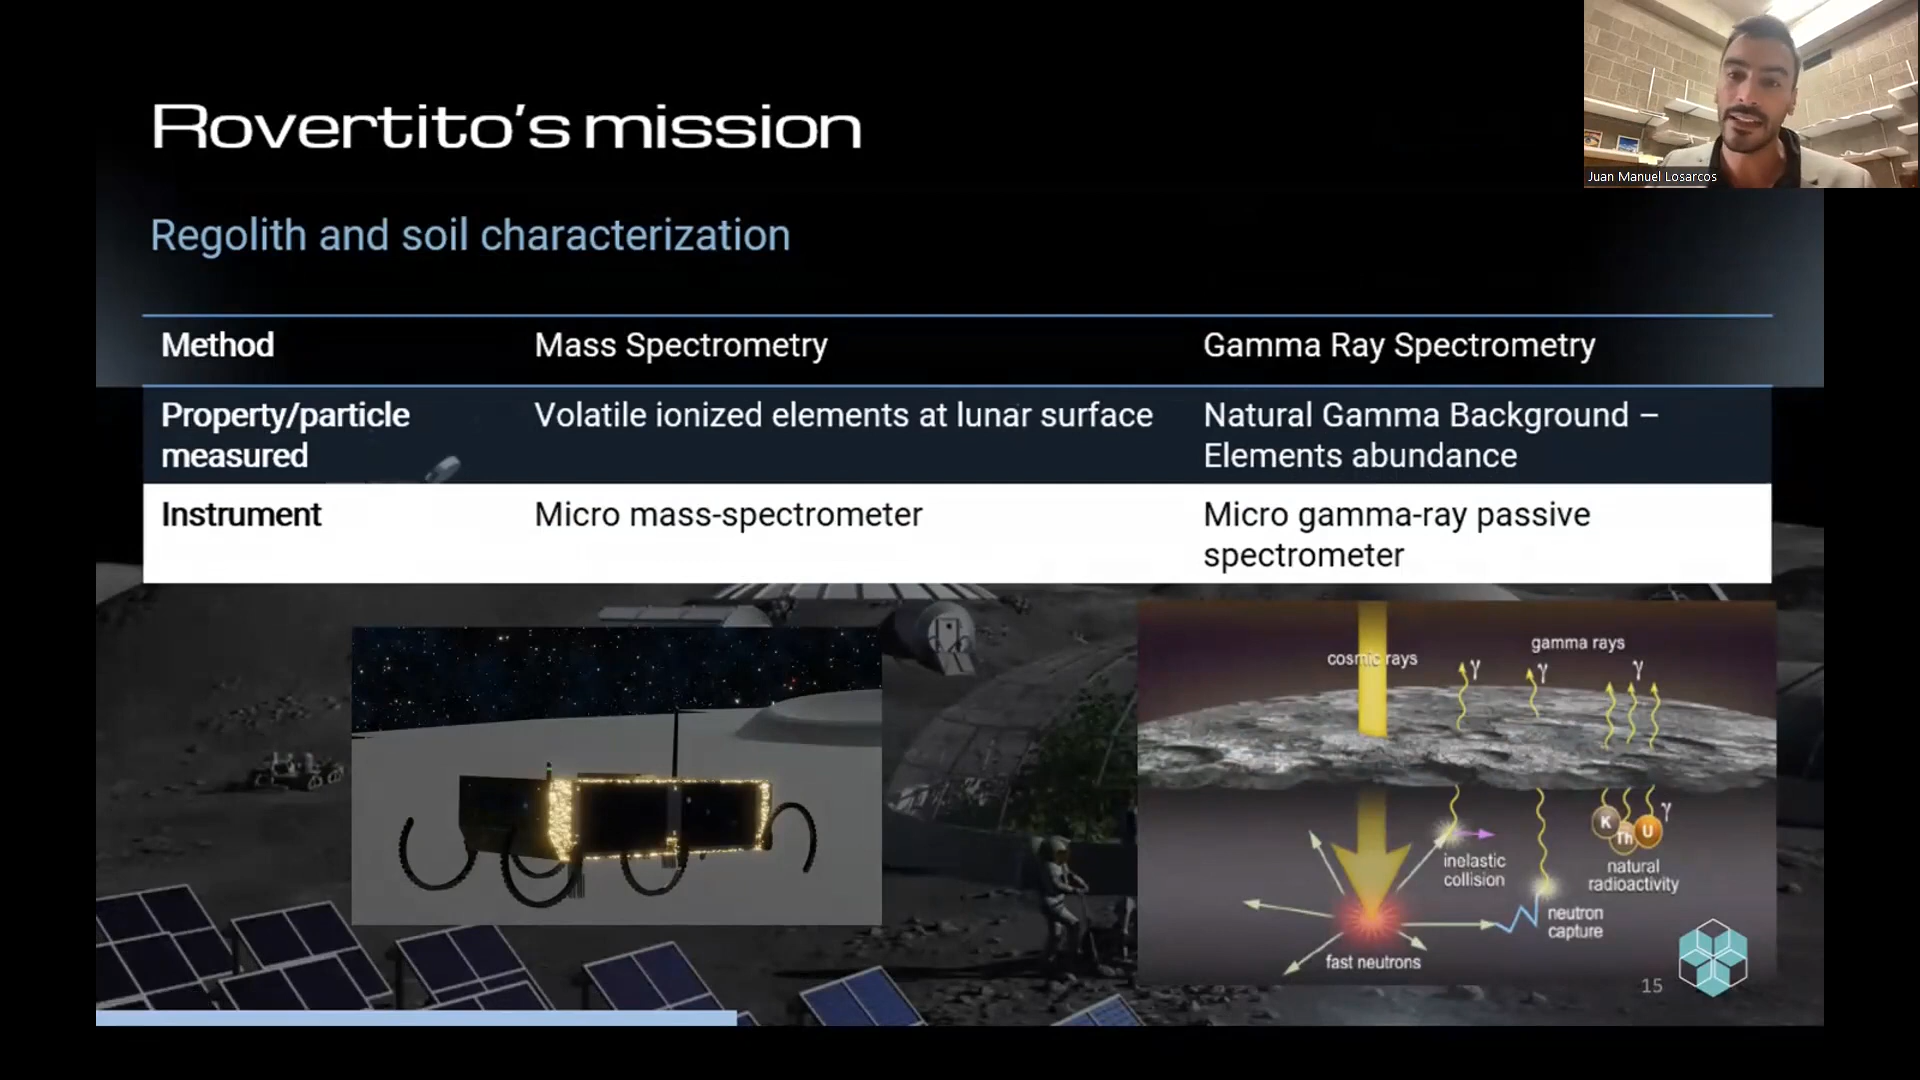 Rovertito's mission
Juan Manuel Losarcos
Regolith and soil characterization
Method
Mass Spectrometry
Gamma Ray Spectrometry
Property/particle
measured
Volatile ionized elements at lunar surface
Natural Gamma Background –
Elements abundance
Instrument
Micro mass-spectrometer
Micro gamma-ray passive
spectrometer
cosmic rays
gamma rays
γ
γ
γ
γ
K
Th
U
inelastic
collision
natural
radioactivity
neutron
capture
fast neutrons
15